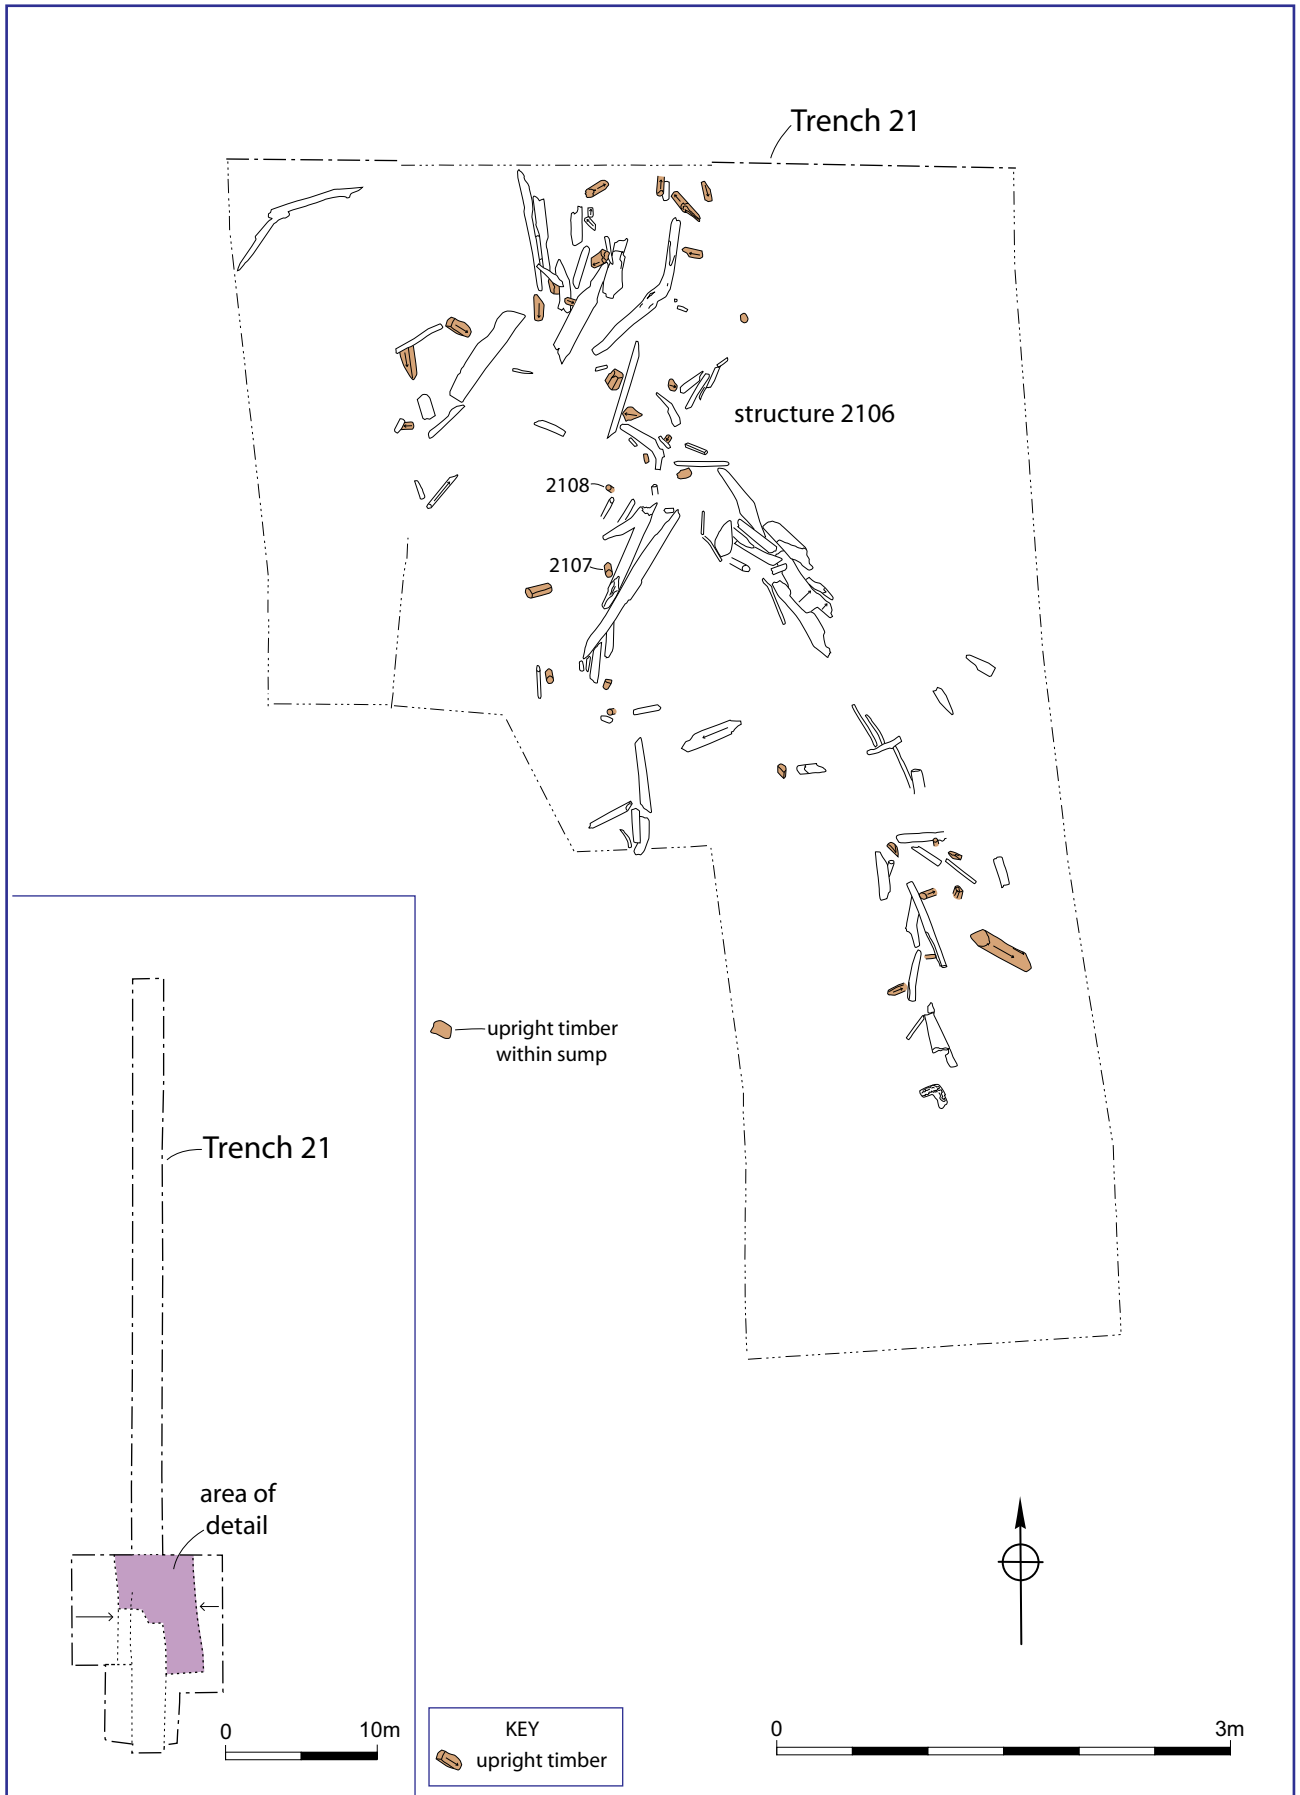 Trench 21
structure 2106
2108
2107
upright timber
within sump
Trench 21
area of
detail
0 10m
KEY
upright timber
0 3m